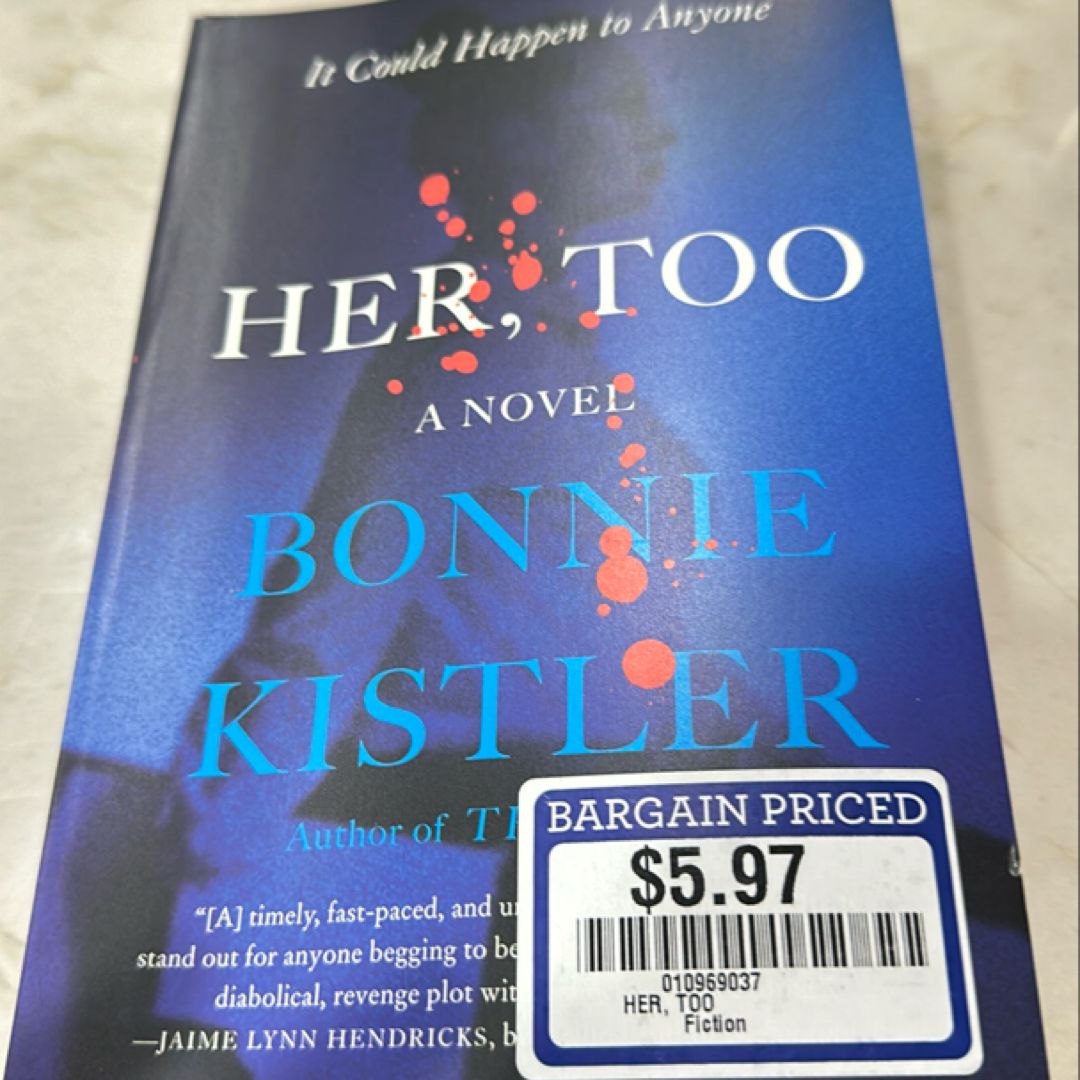 It Could Happen to Anyone
HER, TOO
A NOVEL
BONNIE
KISTLER
Author of
“[A] timely, fast-paced, and
stand out for anyone begging to
diabolical, revenge plot
—JAIME LYNN HENDRICKS,
BARGAIN PRICED
$5.97
010969037
HER, TOO
Fiction